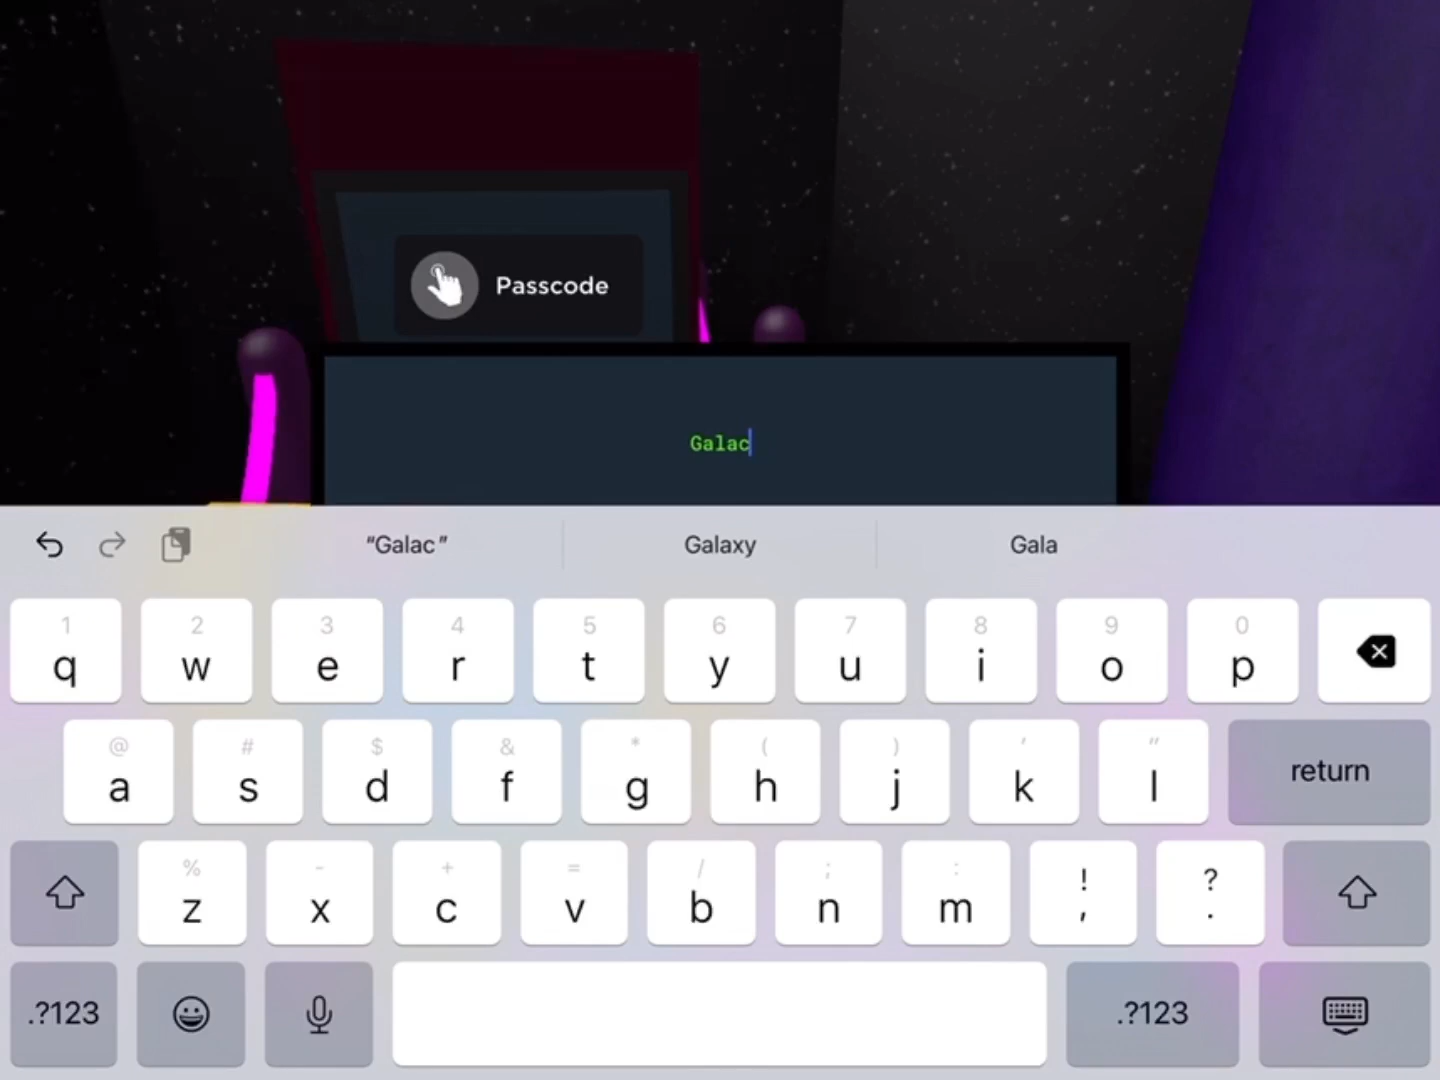 Passcode
Galac
“Galac” Galaxy Gala
1 2 3 4 5 6 7 8 9 0
q w e r t y u i o p
@ # $ & * ( ) ' "
a s d f g h j k l return
% - + = / ; : ! ?
z x c v b n m , .
.?123 .?123